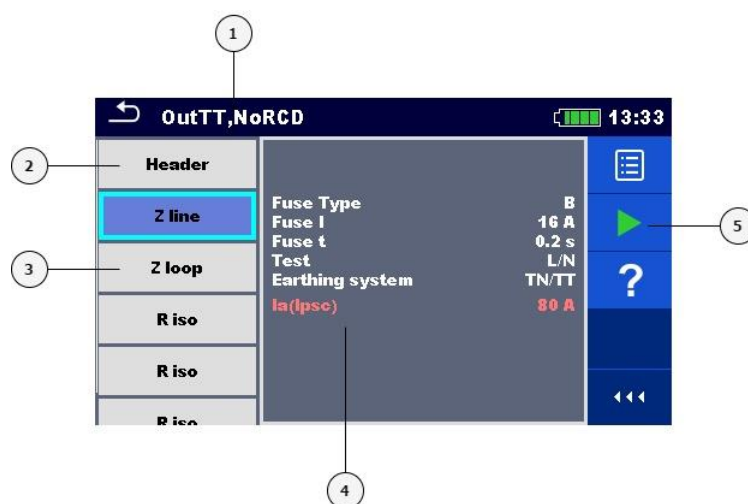 1
OutTT,NoRCD 13:33
2
Header
Z line
3
Z loop
R iso
R iso
R iso
Fuse Type B
Fuse I 16 A
Fuse t 0.2 s
Test L/N
Earthing system TN/TT
Ia(Ipsc) 80 A
?
5
4